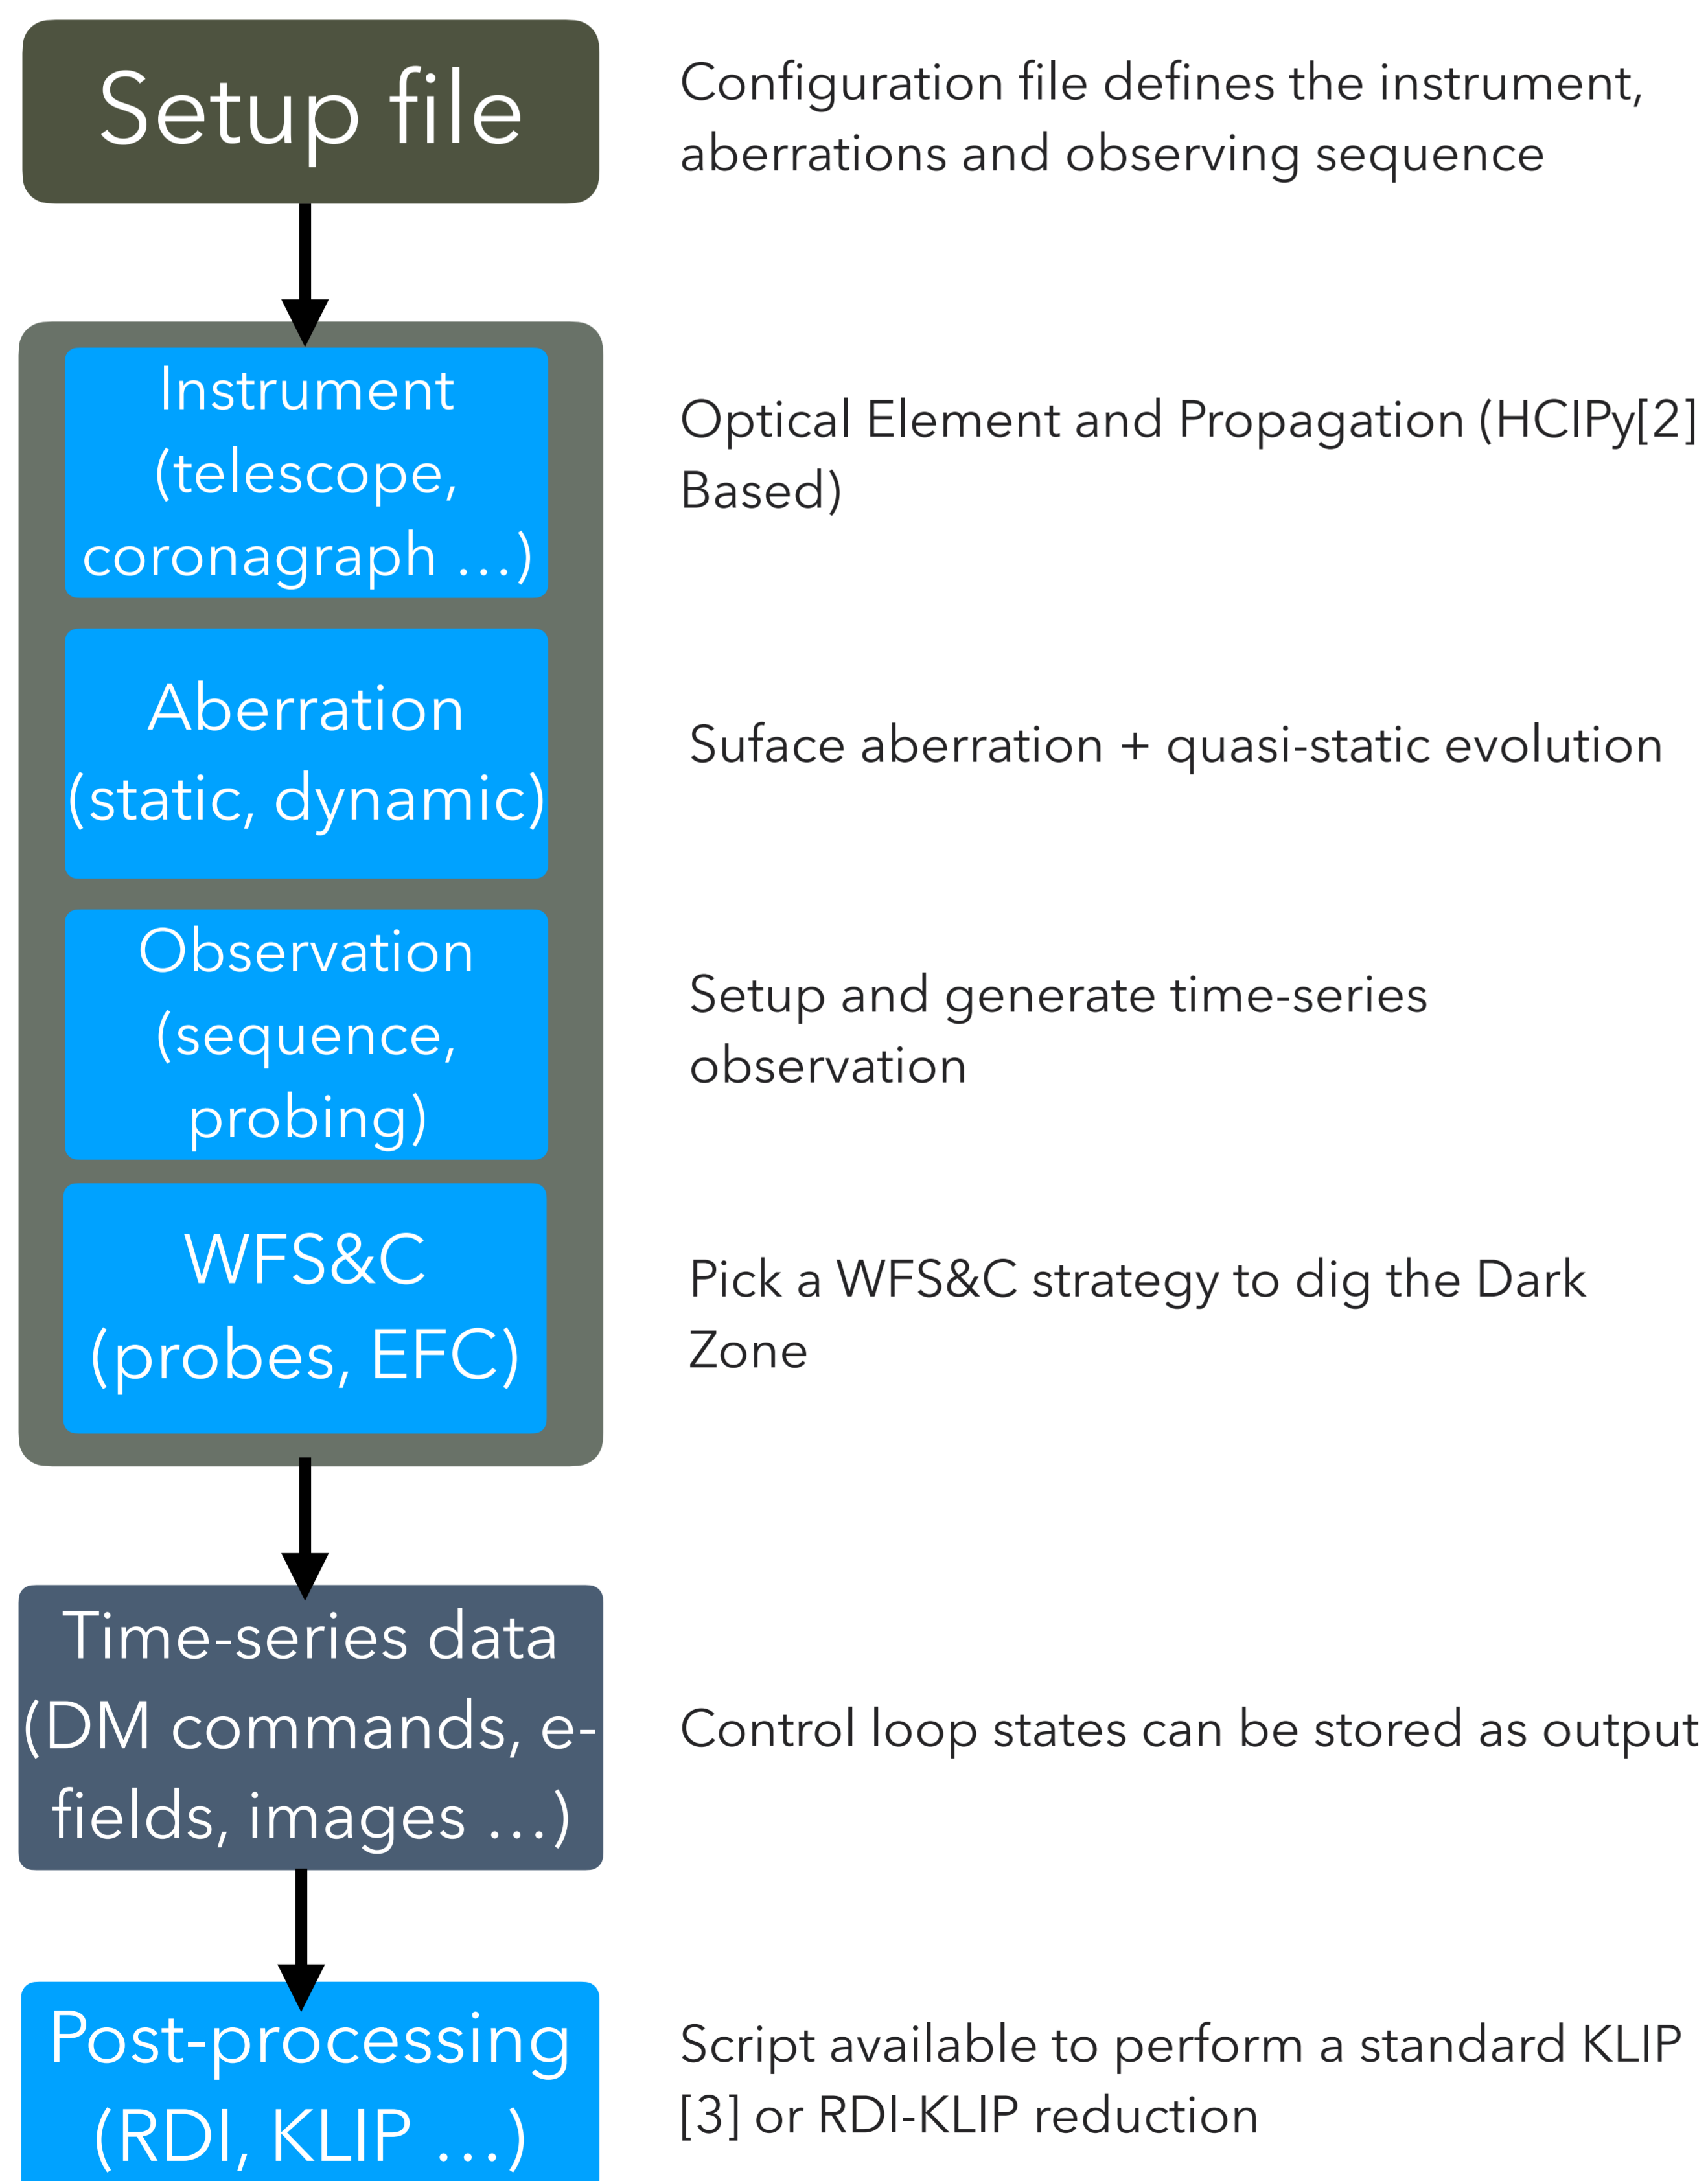 Setup file
Configuration file defines the instrument,
aberrations and observing sequence
Instrument
(telescope,
coronagraph ...)
Optical Element and Propagation (HCIPy[2]
Based)
Aberration
(static, dynamic)
Suface aberration + quasi-static evolution
Observation
(sequence,
probing)
Setup and generate time-series
observation
WFS&C
(probes, EFC)
Pick a WFS&C strategy to dig the Dark
Zone
Time-series data
(DM commands, e-
fields, images ...)
Control loop states can be stored as output
Post-processing
(RDI, KLIP ...)
Script available to perform a standard KLIP
[3] or RDI-KLIP reduction